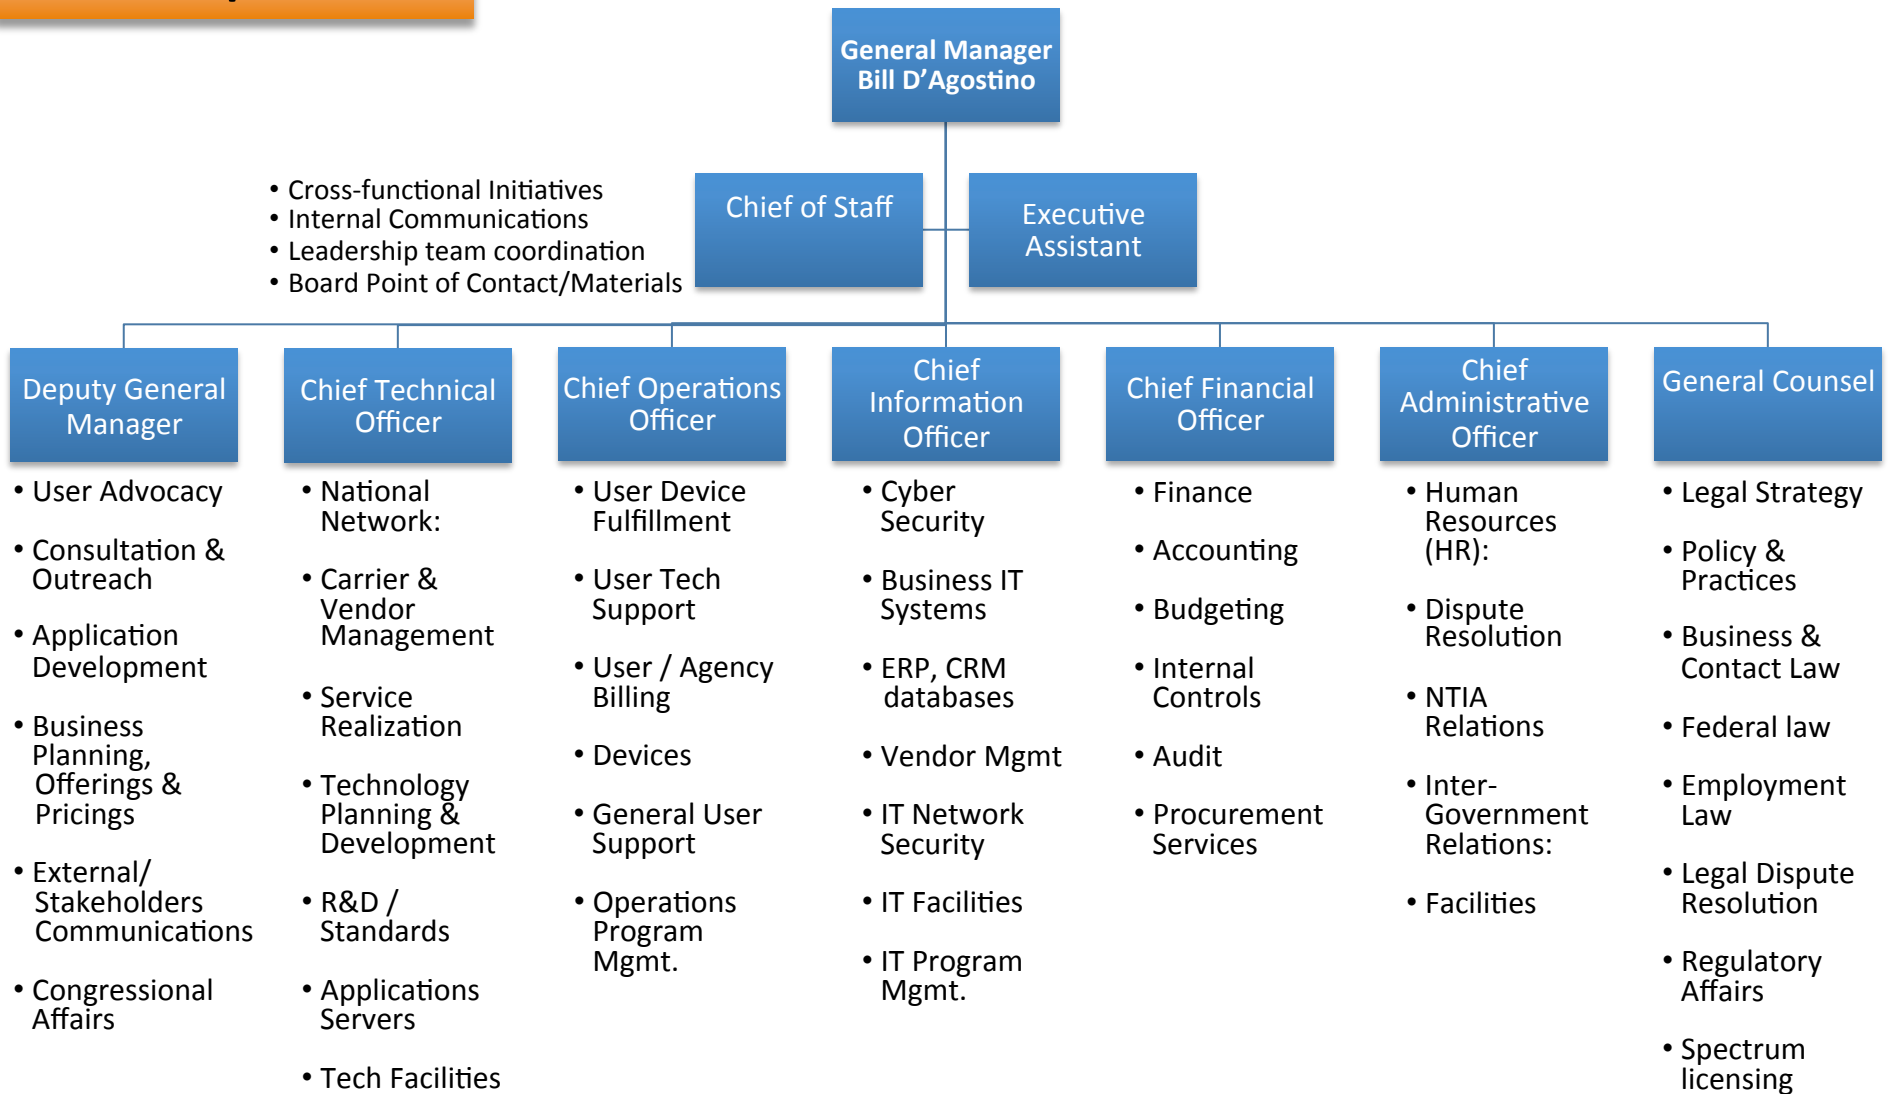 General Manager
Bill D’Agostino
• Cross-functional Initiatives
• Internal Communications
• Leadership team coordination
• Board Point of Contact/Materials
Chief of Staff
Executive
Assistant
Deputy General
Manager
• User Advocacy
• Consultation &
Outreach
• Application
Development
• Business
Planning,
Offerings &
Pricings
• External/
Stakeholders
Communications
• Congressional
Affairs
Chief Technical
Officer
• National
Network:
• Carrier &
Vendor
Management
• Service
Realization
• Technology
Planning &
Development
• R&D /
Standards
• Applications
Servers
• Tech Facilities
Chief Operations
Officer
• User Device
Fulfillment
• User Tech
Support
• User / Agency
Billing
• Devices
• General User
Support
• Operations
Program
Mgmt.
Chief
Information
Officer
• Cyber
Security
• Business IT
Systems
• ERP, CRM
databases
• Vendor Mgmt
• IT Network
Security
• IT Facilities
• IT Program
Mgmt.
Chief Financial
Officer
• Finance
• Accounting
• Budgeting
• Internal
Controls
• Audit
• Procurement
Services
Chief
Administrative
Officer
• Human
Resources
(HR):
• Dispute
Resolution
• NTIA
Relations
• Inter-
Government
Relations:
• Facilities
General Counsel
• Legal Strategy
• Policy &
Practices
• Business &
Contact Law
• Federal law
• Employment
Law
• Legal Dispute
Resolution
• Regulatory
Affairs
• Spectrum
licensing